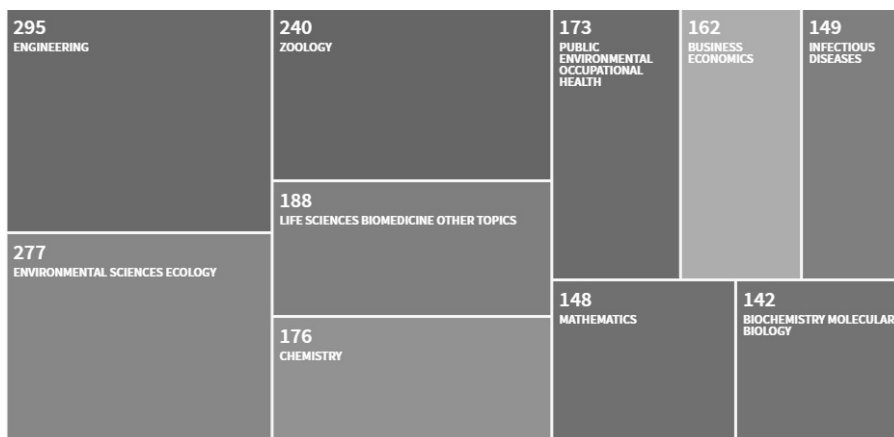 295
ENGINEERING
277
ENVIRONMENTAL SCIENCES ECOLOGY
240
ZOOLOGY
188
LIFE SCIENCES BIOMEDICINE OTHER TOPICS
176
CHEMISTRY
173
PUBLIC
ENVIRONMENTAL
OCCUPATIONAL
HEALTH
162
BUSINESS
ECONOMICS
149
INFECTIOUS
DISEASES
148
MATHEMATICS
142
BIOCHEMISTRY MOLECULAR
BIOLOGY